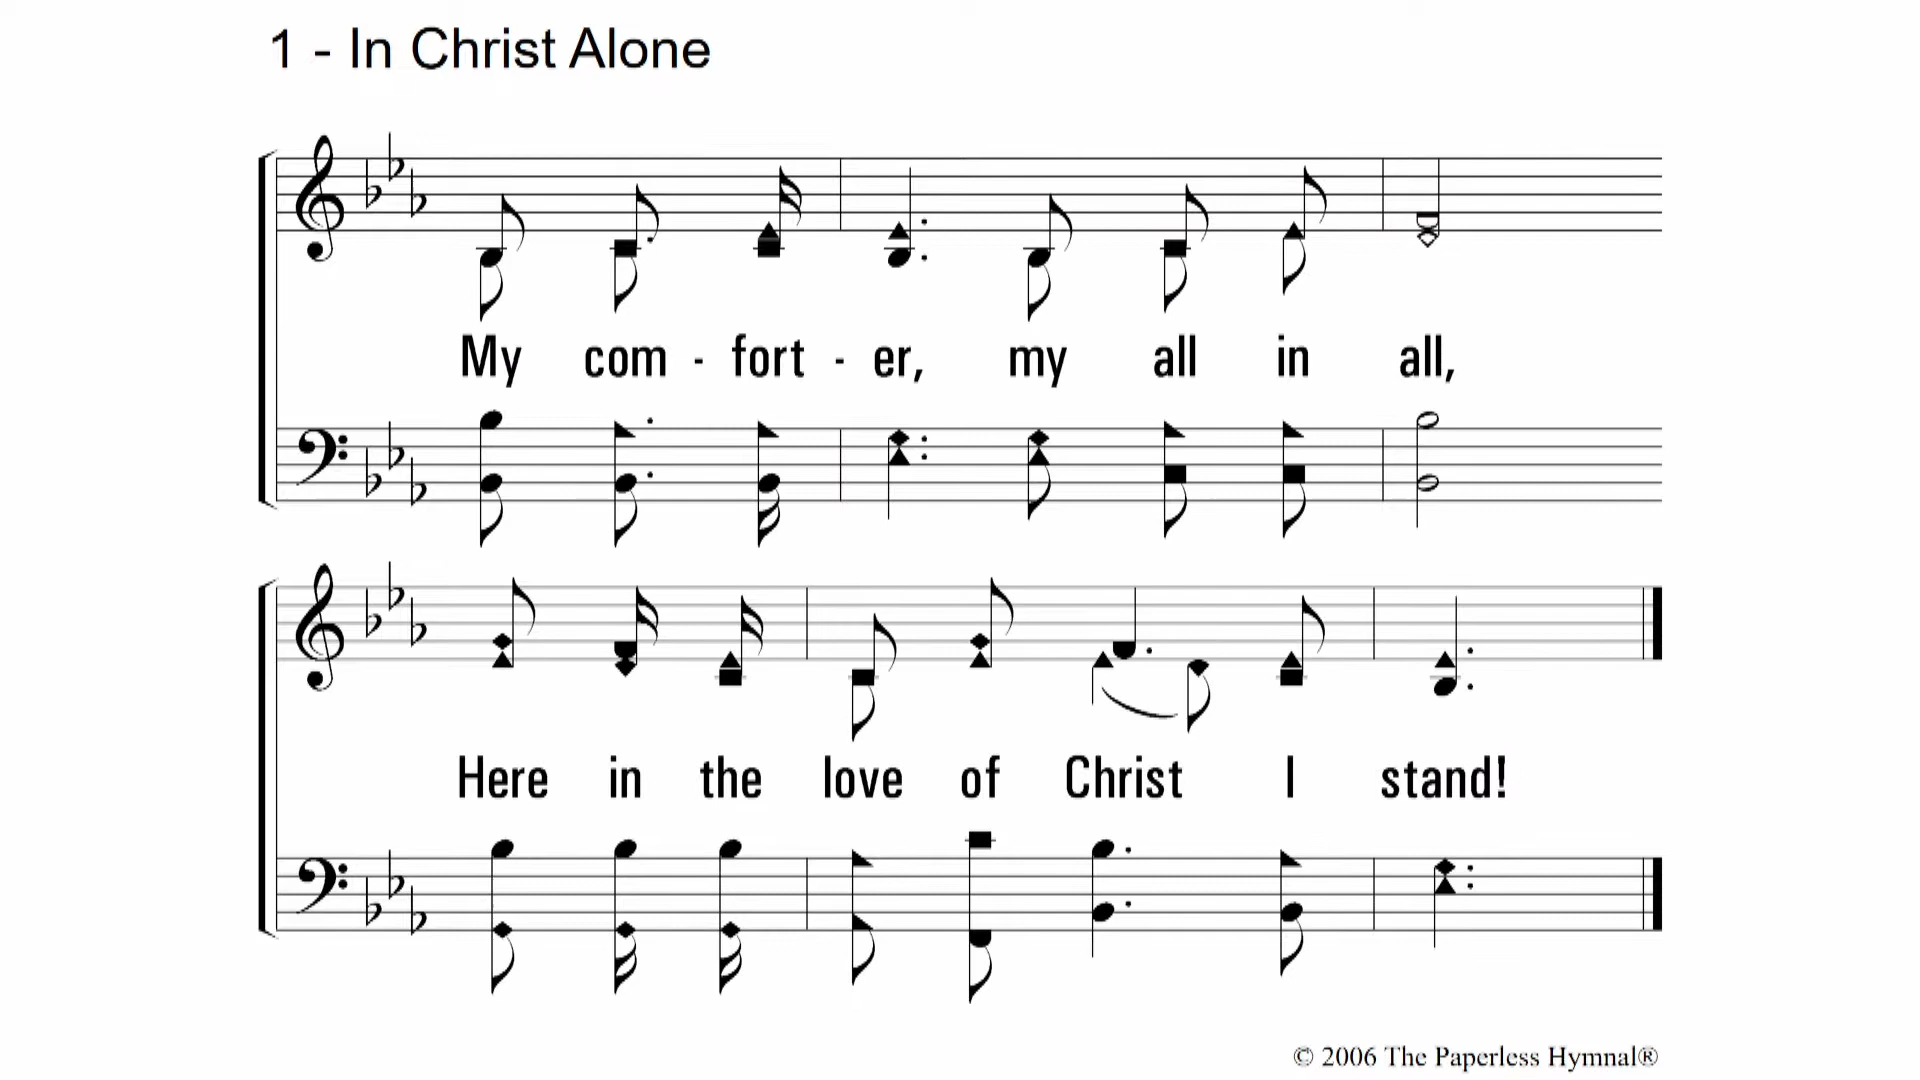 1 - In Christ Alone
My com - fort - er, my all in all,
Here in the love of Christ I stand!
© 2006 The Paperless Hymnal®